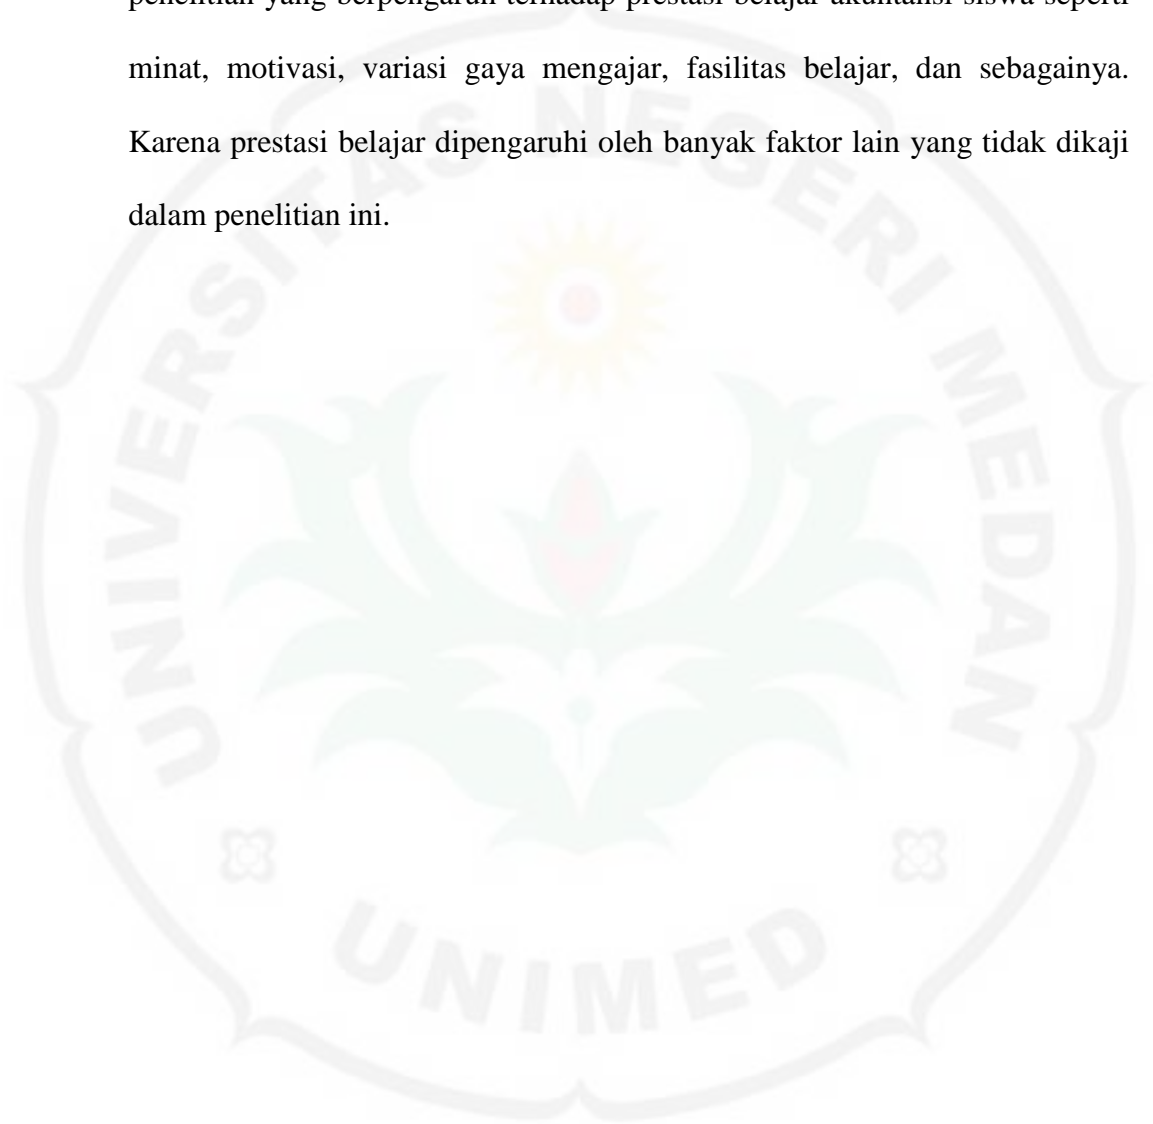 penelitian yang berpengaruh terhadap prestasi belajar akuntansi siswa seperti
minat, motivasi, variasi gaya mengajar, fasilitas belajar, dan sebagainya.
Karena prestasi belajar dipengaruhi oleh banyak faktor lain yang tidak dikaji
dalam penelitian ini.
UNIVERSITAS NEGERI MEDAN
UNIMED